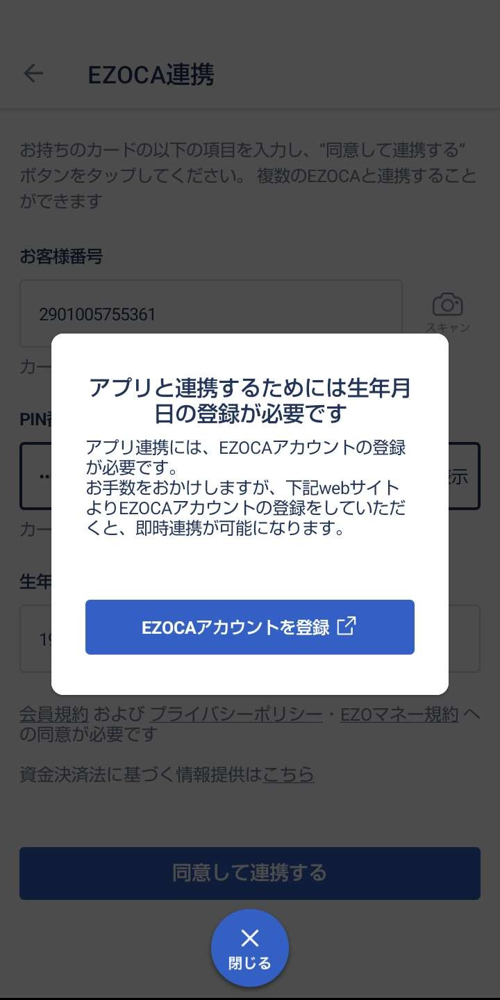 EZOCA連携
お持ちのカードの以下の項目を入力し、"同意して連携する"
ボタンをタップしてください。 複数のEZOCAと連携すること
ができます
お客様番号
2901005755361
スキャン
カー
PIN
アプリと連携するためには生年月
日の登録が必要です
アプリ連携には、EZOCAアカウントの登録
が必要です。
お手数をおかけしますが、下記webサイト
よりEZOCAアカウントの登録をしていただ
くと、即時連携が可能になります。
示
カー
生年
19
EZOCAアカウントを登録
会員規約 および プライバシーポリシー・EZOマネー規約 へ
の同意が必要です
資金決済法に基づく情報提供はこちら
同意して連携する
閉じる